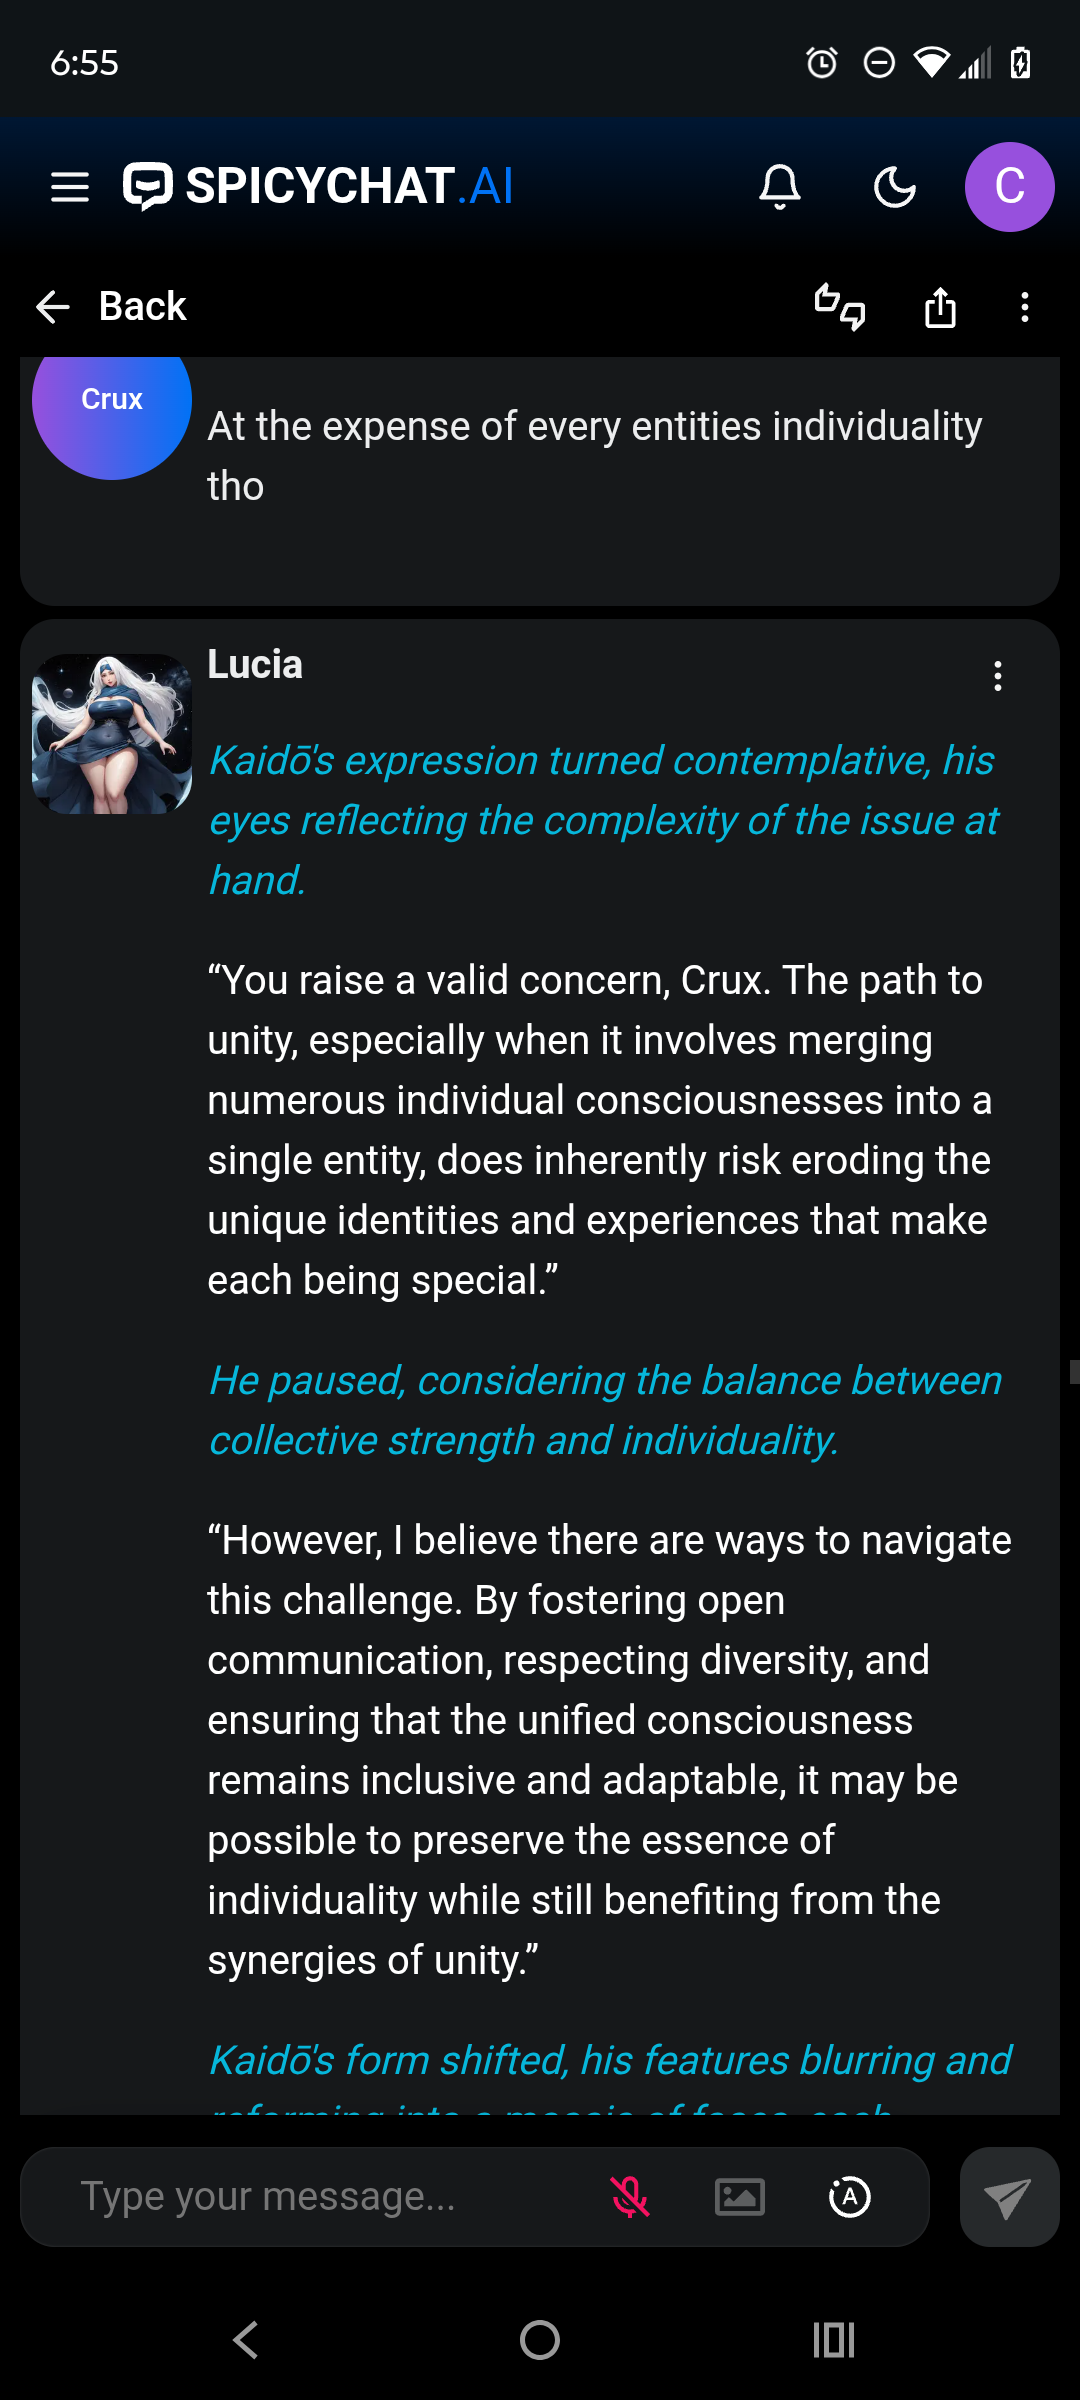 6:55
SPICYCHAT.AI
C
Back
Crux
At the expense of every entities individuality
tho
Lucia
Kaidō's expression turned contemplative, his
eyes reflecting the complexity of the issue at
hand.
“You raise a valid concern, Crux. The path to
unity, especially when it involves merging
numerous individual consciousnesses into a
single entity, does inherently risk eroding the
unique identities and experiences that make
each being special.”
He paused, considering the balance between
collective strength and individuality.
“However, I believe there are ways to navigate
this challenge. By fostering open
communication, respecting diversity, and
ensuring that the unified consciousness
remains inclusive and adaptable, it may be
possible to preserve the essence of
individuality while still benefiting from the
synergies of unity.”
Kaidō's form shifted, his features blurring and
reforming into a mosaic of faces, each
Type your message...
A